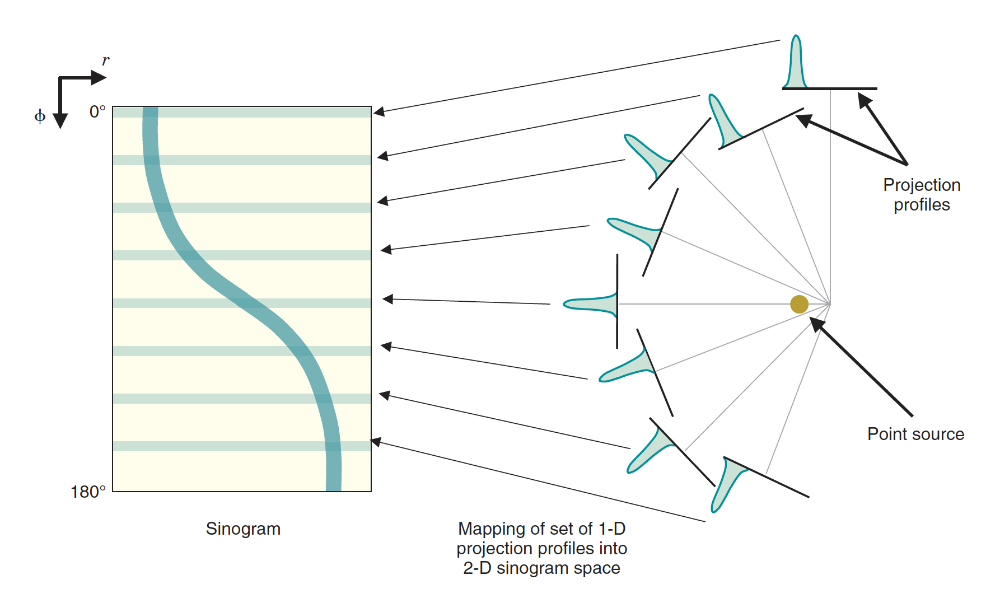 r
ϕ
0°
180°
Projection
profiles
Point source
Sinogram
Mapping of set of 1-D
projection profiles into
2-D sinogram space